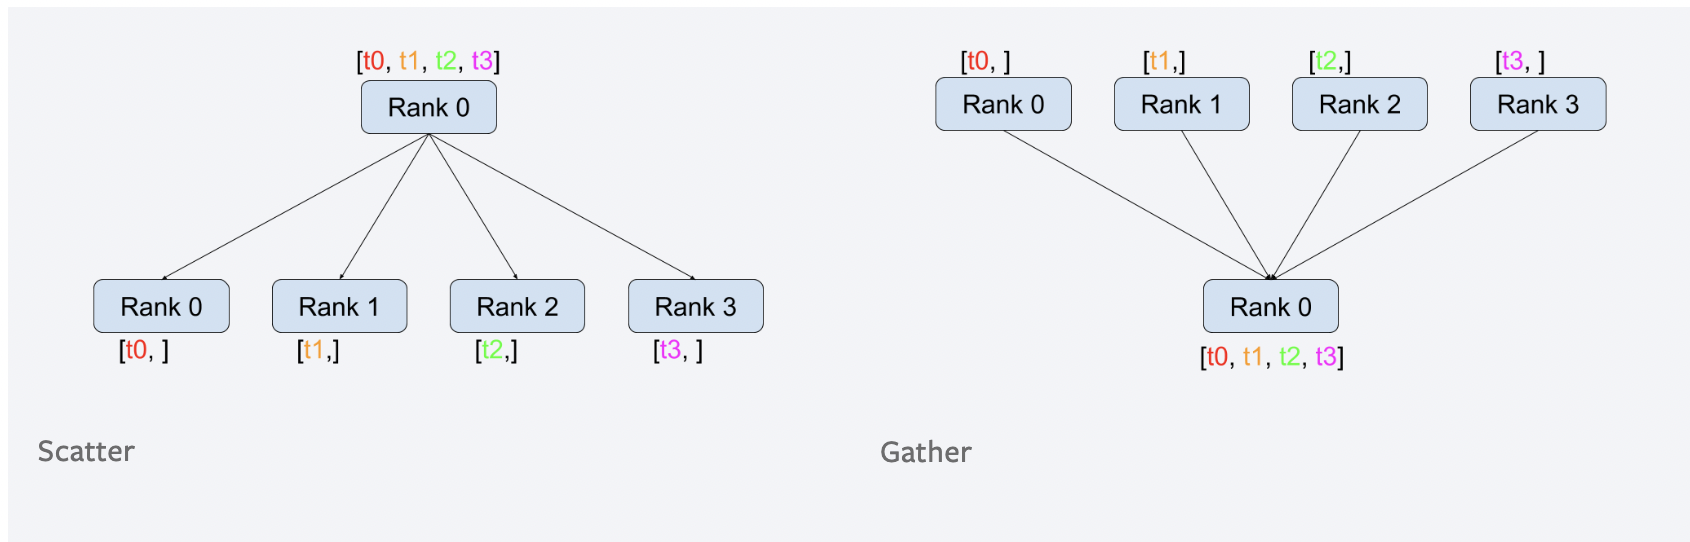 [t0, t1, t2, t3]
Rank 0
Rank 0 Rank 1 Rank 2 Rank 3
[t0, ] [t1,] [t2,] [t3, ]
Scatter
[t0, ] [t1,] [t2,] [t3, ]
Rank 0 Rank 1 Rank 2 Rank 3
Rank 0
[t0, t1, t2, t3]
Gather